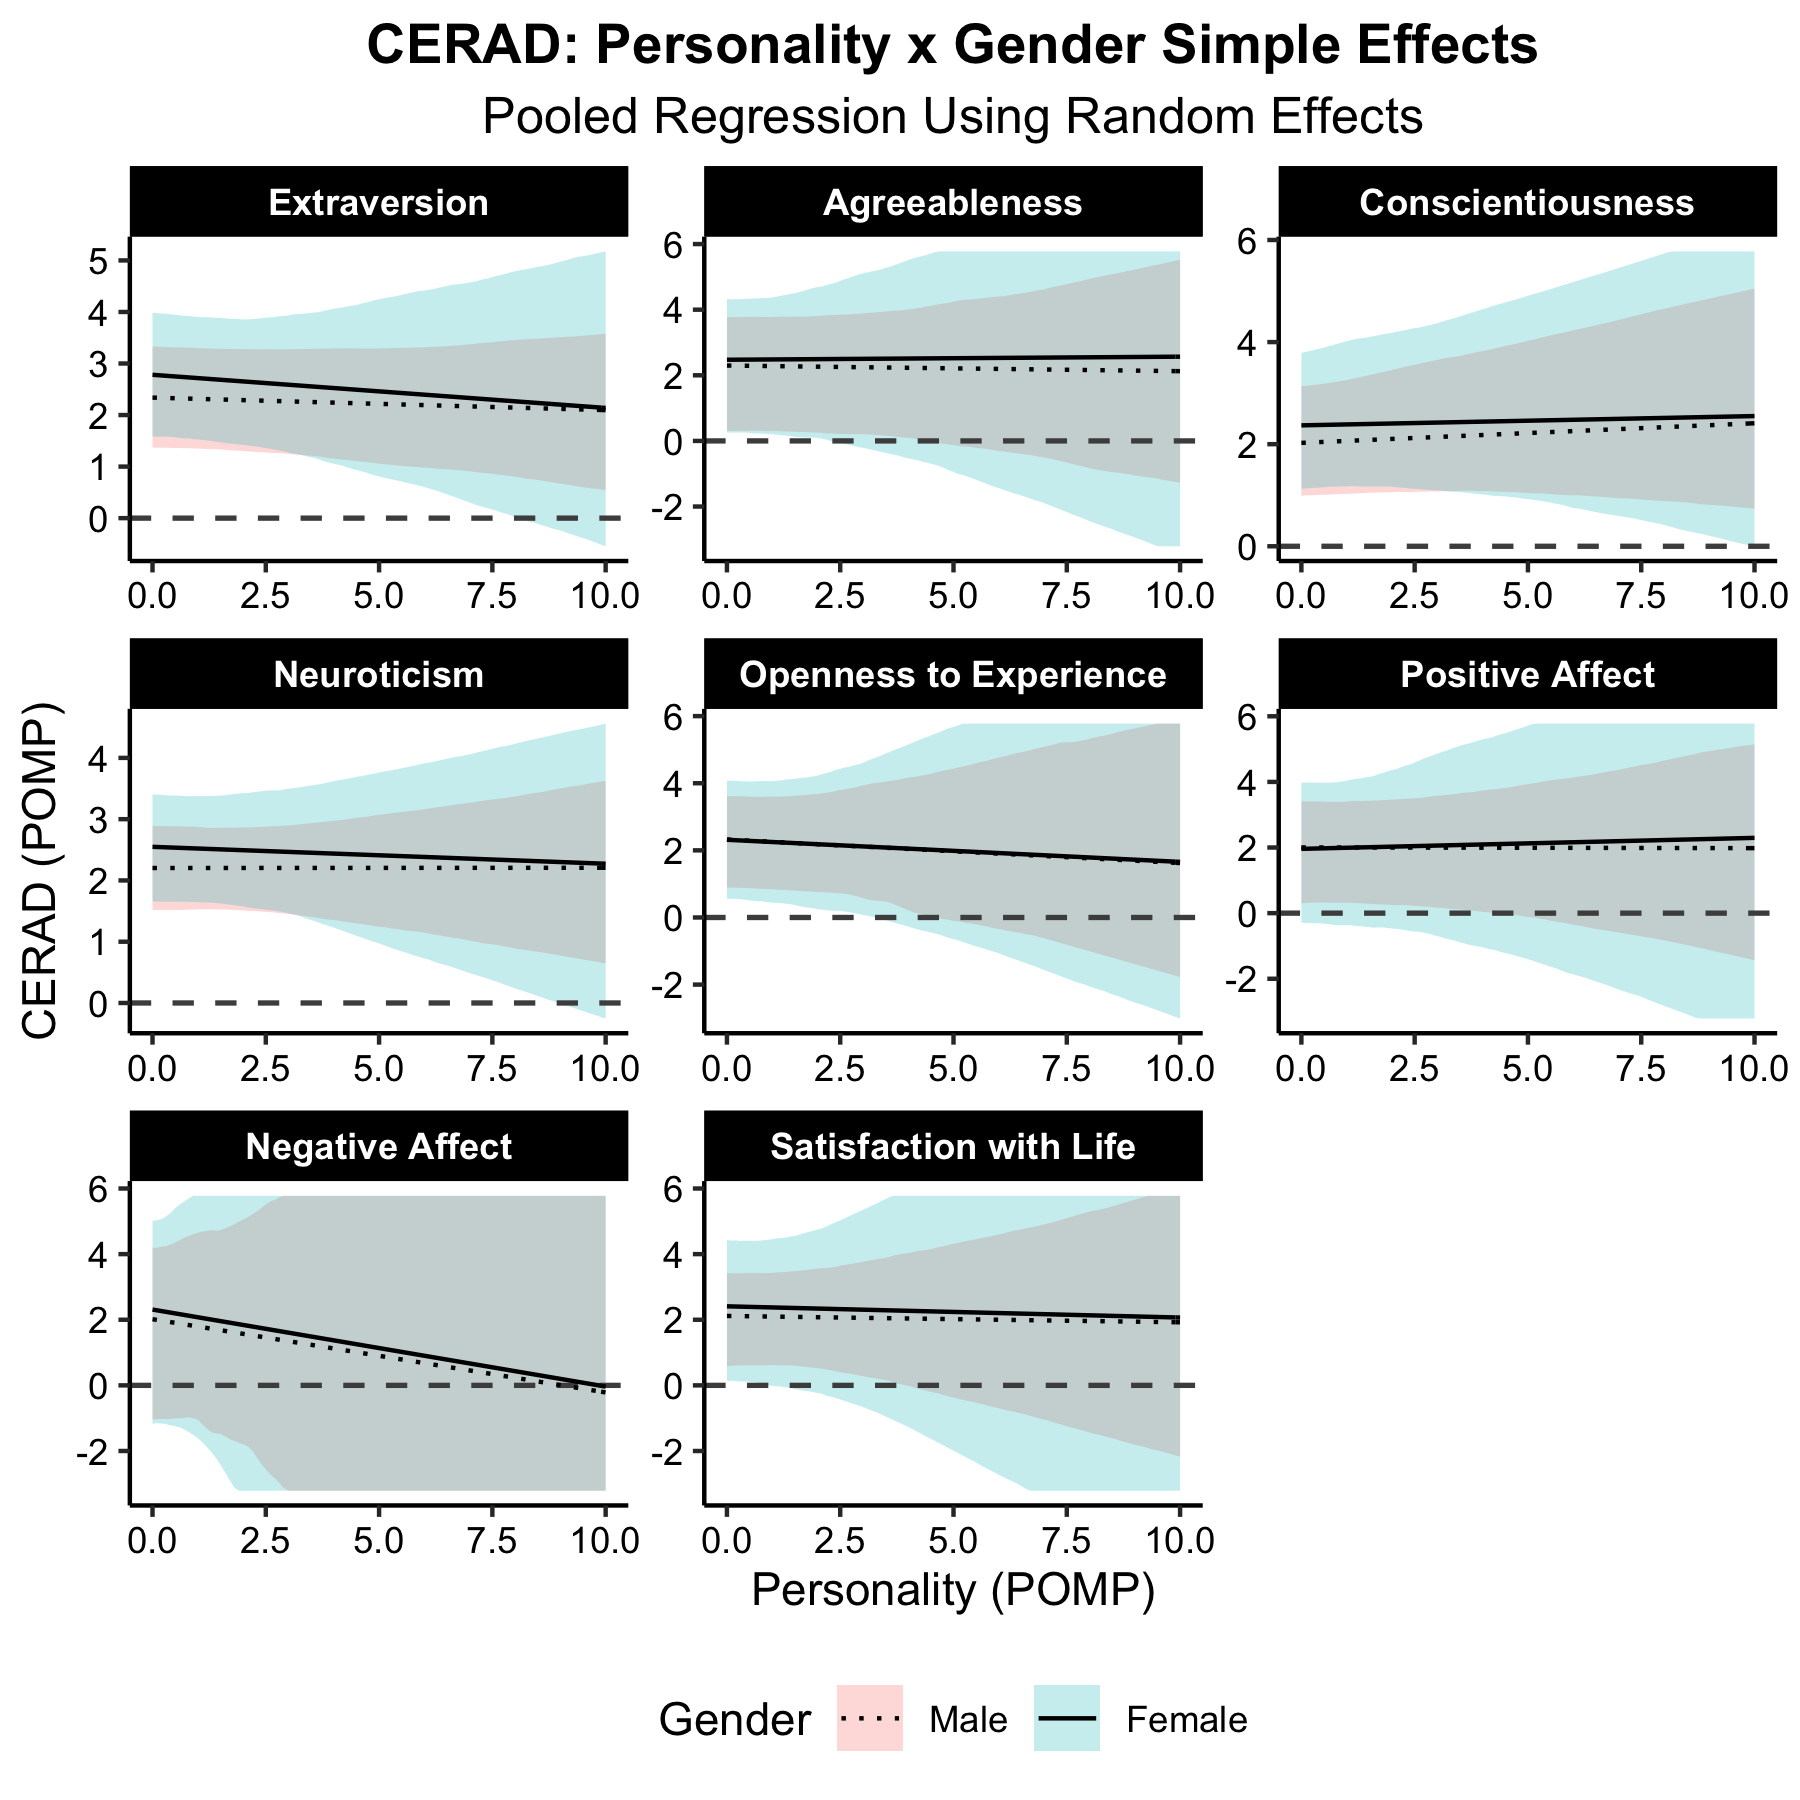 CERAD: Personality x Gender Simple Effects
Pooled Regression Using Random Effects
CERAD (POMP)
Extraversion
5
4
3
2
1
0
0.0 2.5 5.0 7.5 10.0
Agreeableness
6
4
2
0
-2
0.0 2.5 5.0 7.5 10.0
Conscientiousness
6
4
2
0
0.0 2.5 5.0 7.5 10.0
Neuroticism
4
3
2
1
0
0.0 2.5 5.0 7.5 10.0
Openness to Experience
6
4
2
0
-2
0.0 2.5 5.0 7.5 10.0
Positive Affect
6
4
2
0
-2
0.0 2.5 5.0 7.5 10.0
Negative Affect
6
4
2
0
-2
0.0 2.5 5.0 7.5 10.0
Satisfaction with Life
6
4
2
0
-2
0.0 2.5 5.0 7.5 10.0
Personality (POMP)
Gender Male Female